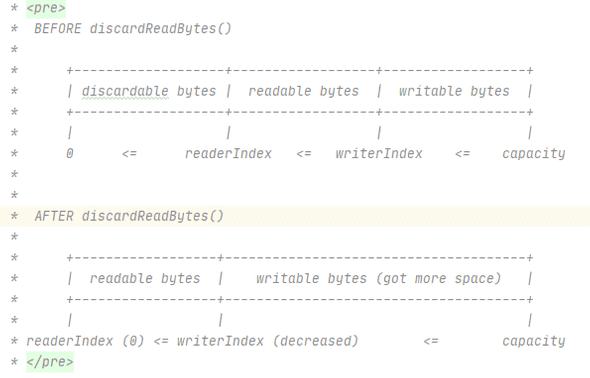 * <pre>
*  BEFORE discardReadBytes()
*
*      +-------------------+------------------+------------------+
*      | discardable bytes |  readable bytes  |  writable bytes  |
*      +-------------------+------------------+------------------+
*      |                   |                  |                  |
*      0      <=      readerIndex   <=   writerIndex    <=    capacity
*
*
*  AFTER discardReadBytes()
*
*      +------------------+--------------------------------------+
*      |  readable bytes  |    writable bytes (got more space)   |
*      +------------------+--------------------------------------+
*      |                  |                                      |
* readerIndex (0) <= writerIndex (decreased)        <=        capacity
* </pre>